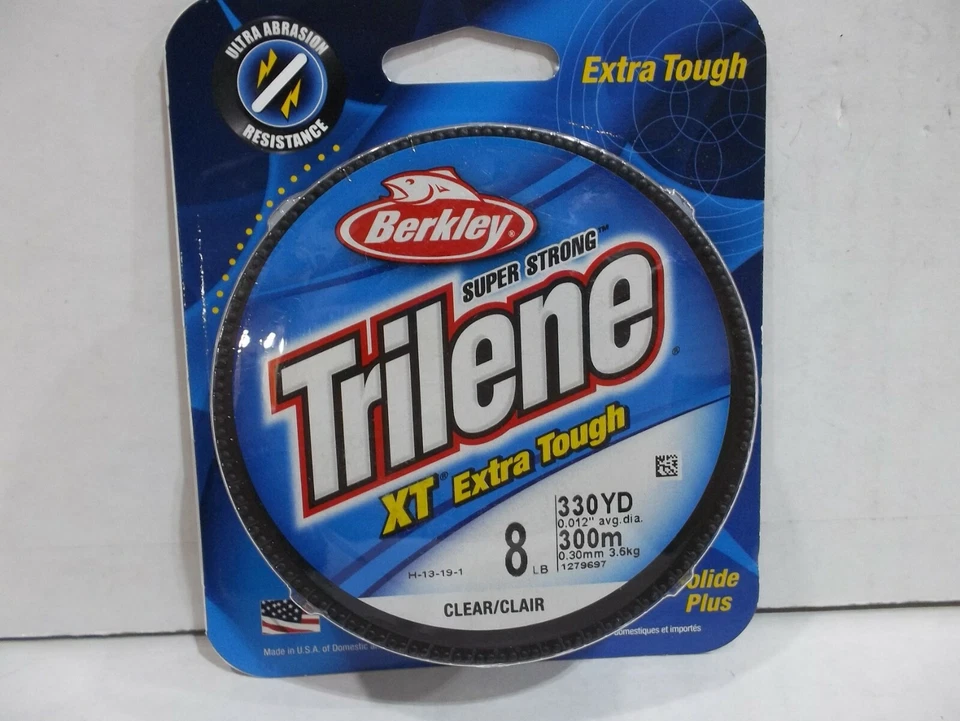 ULTRA ABRASION
RESISTANCE
Extra Tough
Berkley®
SUPER STRONG™
Trilene®
XT® Extra Tough
8 LB
330YD
0.012" avg.dia.
300m
0.30mm 3.6kg
1279697
H-13-19-1
CLEAR/CLAIR
olide
Plus
Made in U.S.A. of Domestic
domestiques et importés